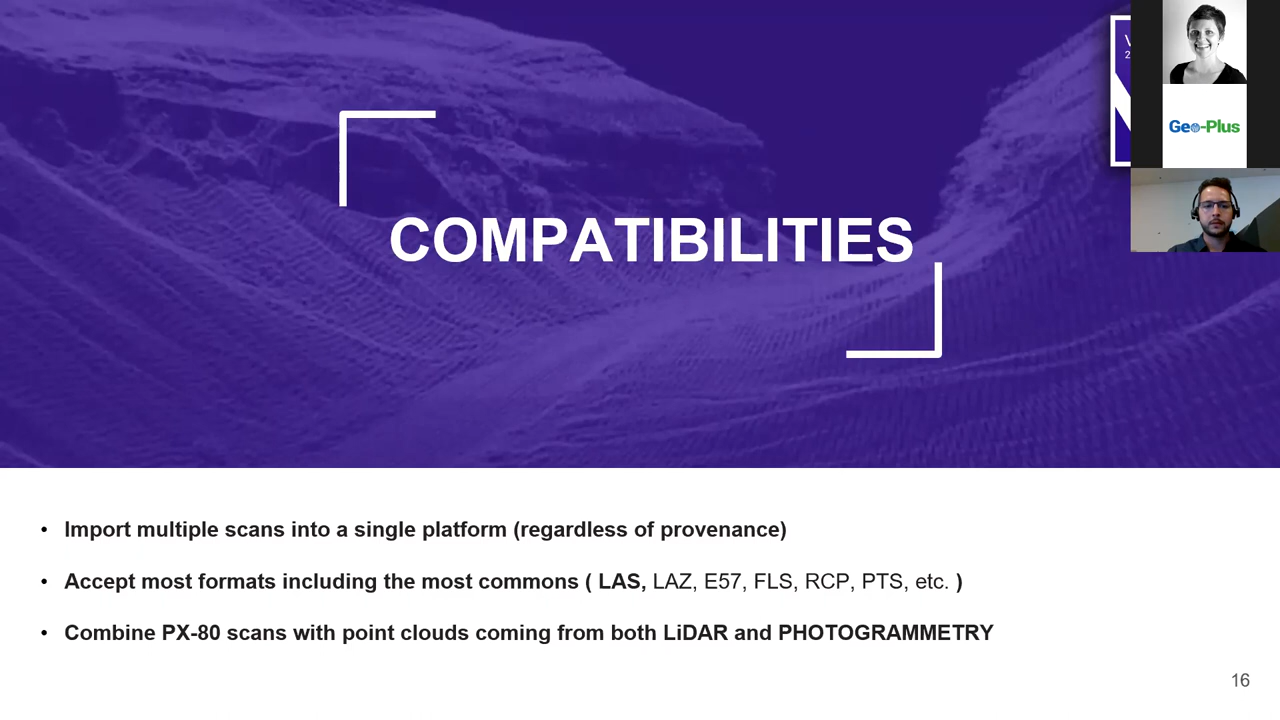 COMPATIBILITIES
Geo-Plus
• Import multiple scans into a single platform (regardless of provenance)
• Accept most formats including the most commons ( LAS, LAZ, E57, FLS, RCP, PTS, etc. )
• Combine PX-80 scans with point clouds coming from both LiDAR and PHOTOGRAMMETRY
16